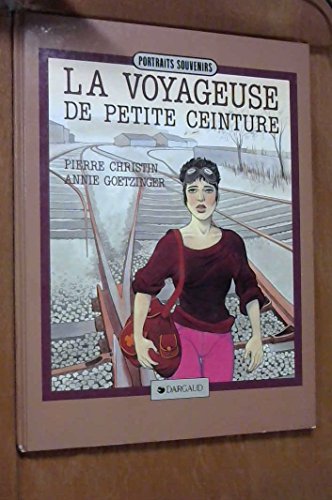 PORTRAITS SOUVENIRS
LA VOYAGEUSE
DE PETITE CEINTURE
PIERRE CHRISTIN
ANNIE GOETZINGER
DARGAUD